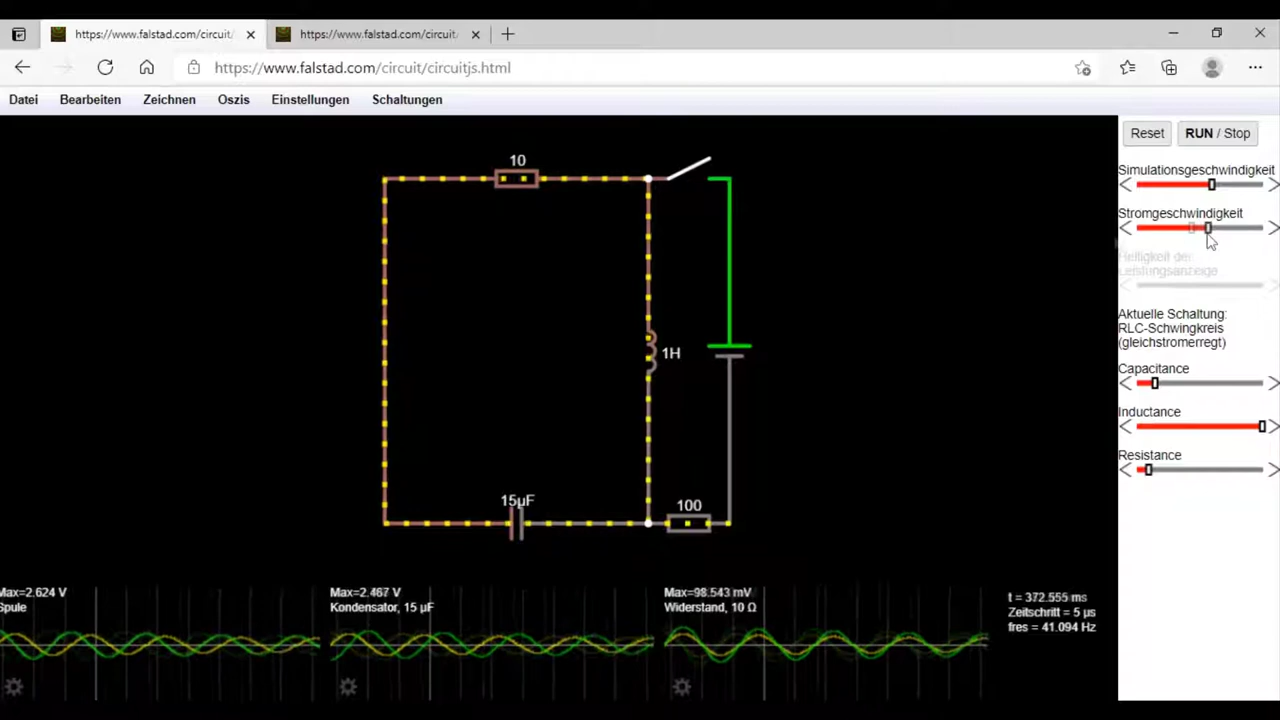 https://www.falstad.com/circuit/
https://www.falstad.com/circuit/
https://www.falstad.com/circuit/circuitjs.html
Datei Bearbeiten Zeichnen Oszis Einstellungen Schaltungen
Reset
RUN / Stop
Simulationsgeschwindigkeit
Stromgeschwindigkeit
Helligkeit der
Leistungsanzeige
Aktuelle Schaltung:
RLC-Schwingkreis
(gleichstromerregt)
Capacitance
Inductance
Resistance
10
1H
15μF
100
Max=2.624 V
Spule
Max=2.467 V
Kondensator, 15 μF
Max=98.543 mV
Widerstand, 10 Ω
t = 372.555 ms
Zeitschritt = 5 μs
fres = 41.094 Hz